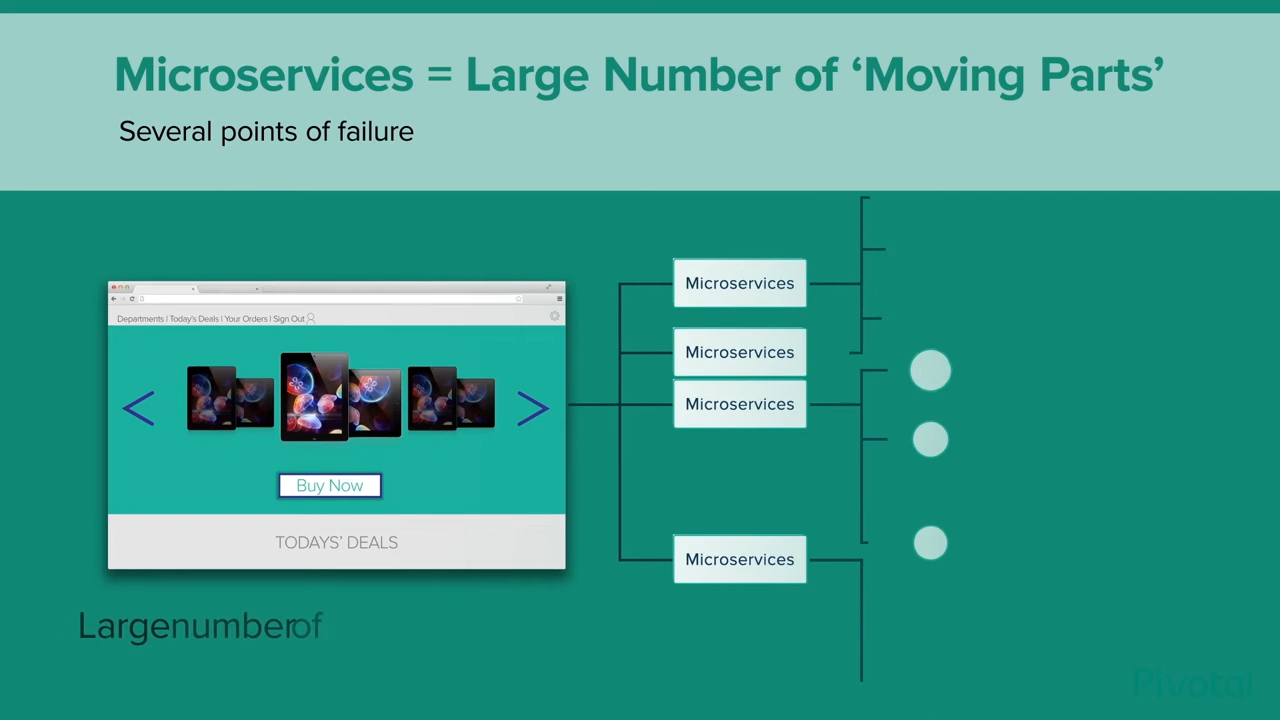 Microservices = Large Number of ‘Moving Parts’
Several points of failure
Departments | Today's Deals | Your Orders | Sign Out
Buy Now
TODAYS’ DEALS
Microservices
Microservices
Microservices
Microservices
Largenumberof
Pivotal